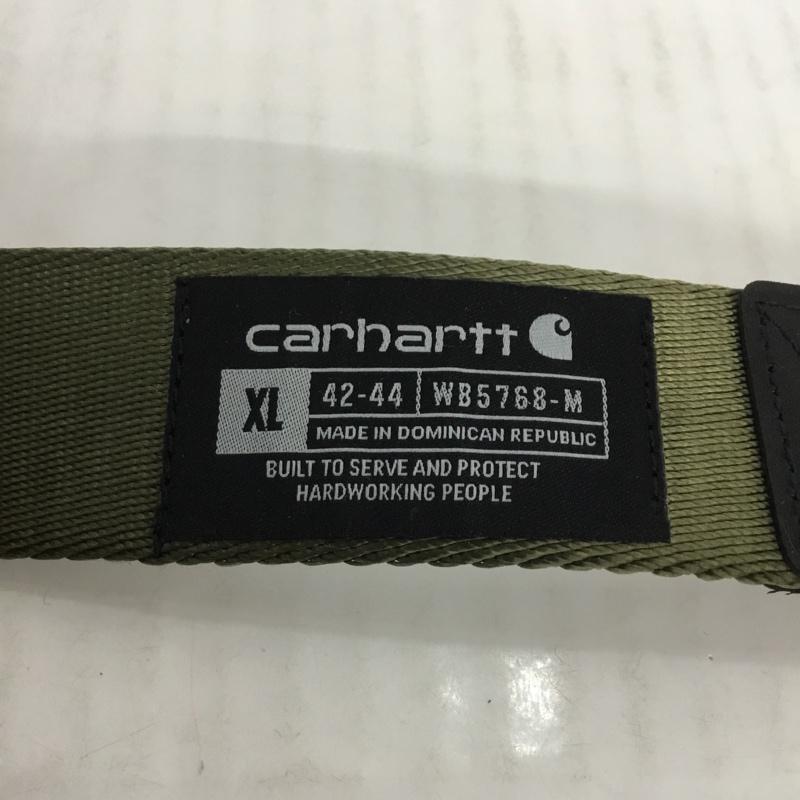 carhartt
XL 42-44 WB5768-M
MADE IN DOMINICAN REPUBLIC
BUILT TO SERVE AND PROTECT
HARDWORKING PEOPLE